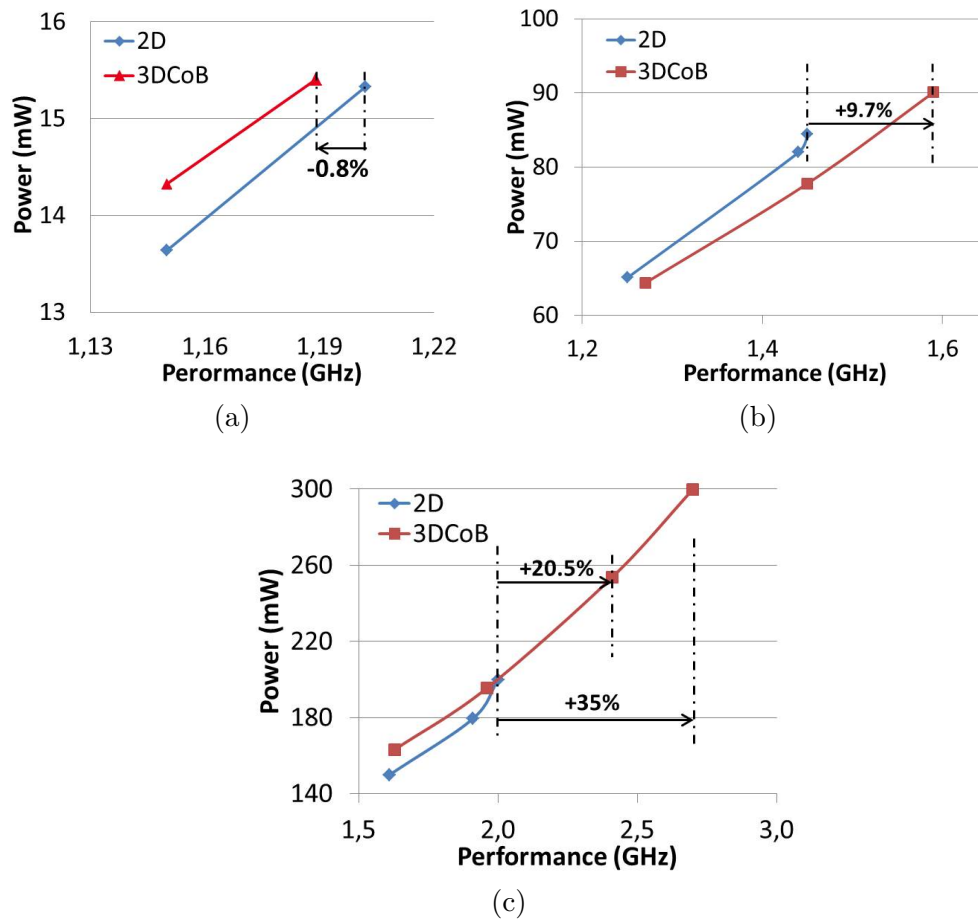 16
15
14
13
Power (mW)
2D
3DCoB
-0.8%
1,13
1,16
1,19
1,22
Perormance (GHz)
(a)
100
90
80
70
60
Power (mW)
2D
3DCoB
+9.7%
1,2
1,4
1,6
Performance (GHz)
(b)
300
260
220
180
140
Power (mW)
2D
3DCoB
+20.5%
+35%
1,5
2,0
2,5
3,0
Performance (GHz)
(c)